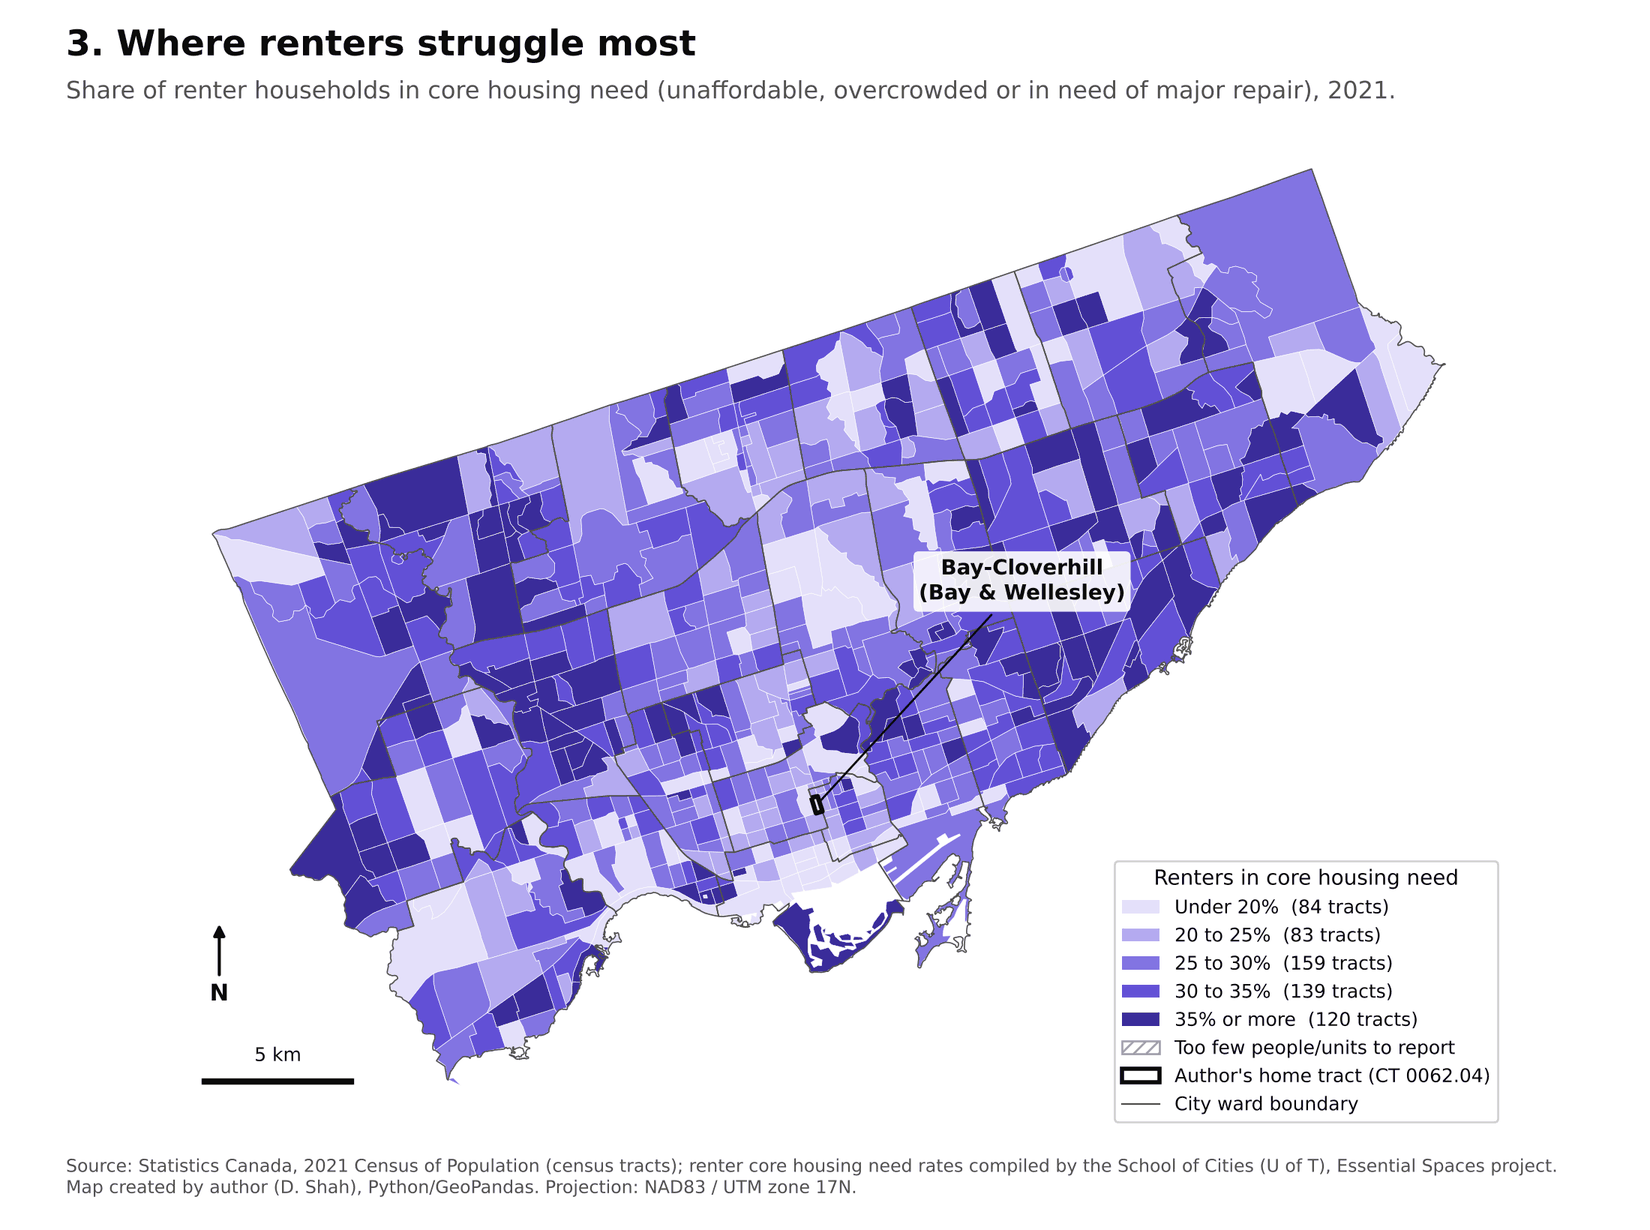 3. Where renters struggle most
Share of renter households in core housing need (unaffordable, overcrowded or in need of major repair), 2021.
Bay-Cloverhill
(Bay & Wellesley)
N
5 km
Renters in core housing need
Under 20%  (84 tracts)
20 to 25%  (83 tracts)
25 to 30%  (159 tracts)
30 to 35%  (139 tracts)
35% or more  (120 tracts)
Too few people/units to report
Author's home tract (CT 0062.04)
City ward boundary
Source: Statistics Canada, 2021 Census of Population (census tracts); renter core housing need rates compiled by the School of Cities (U of T), Essential Spaces project.
Map created by author (D. Shah), Python/GeoPandas. Projection: NAD83 / UTM zone 17N.